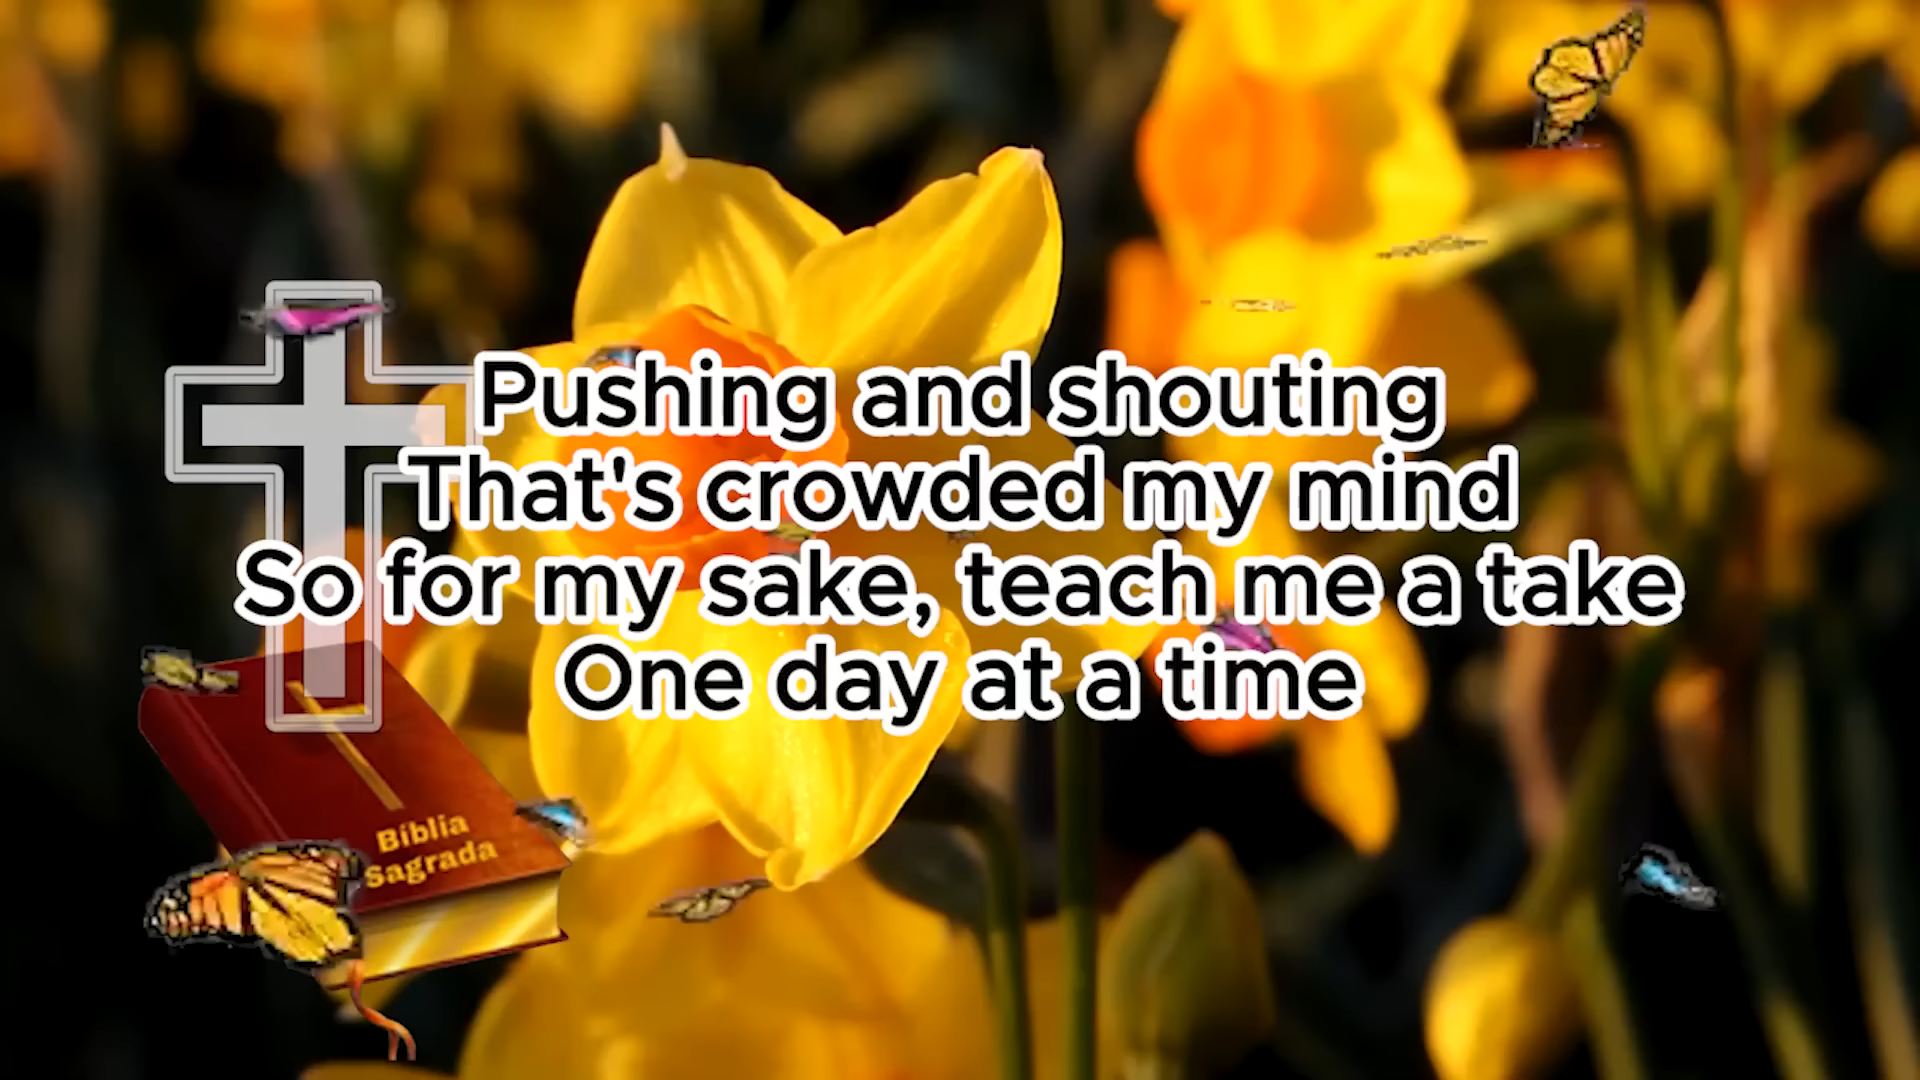 Pushing and shouting
That's crowded my mind
So for my sake, teach me a take
One day at a time
Bíblia
Sagrada